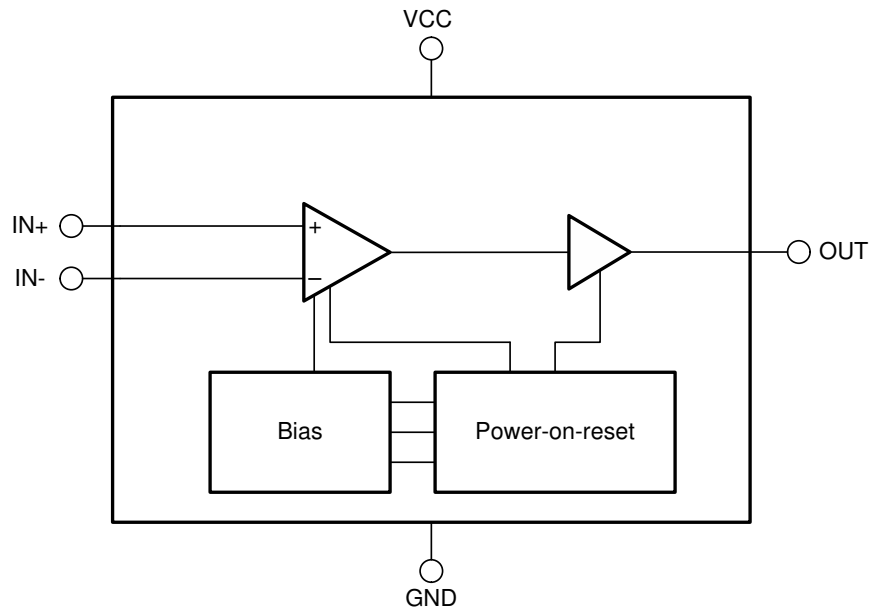 VCC
IN+
+
IN-
−
OUT
Bias
Power-on-reset
GND